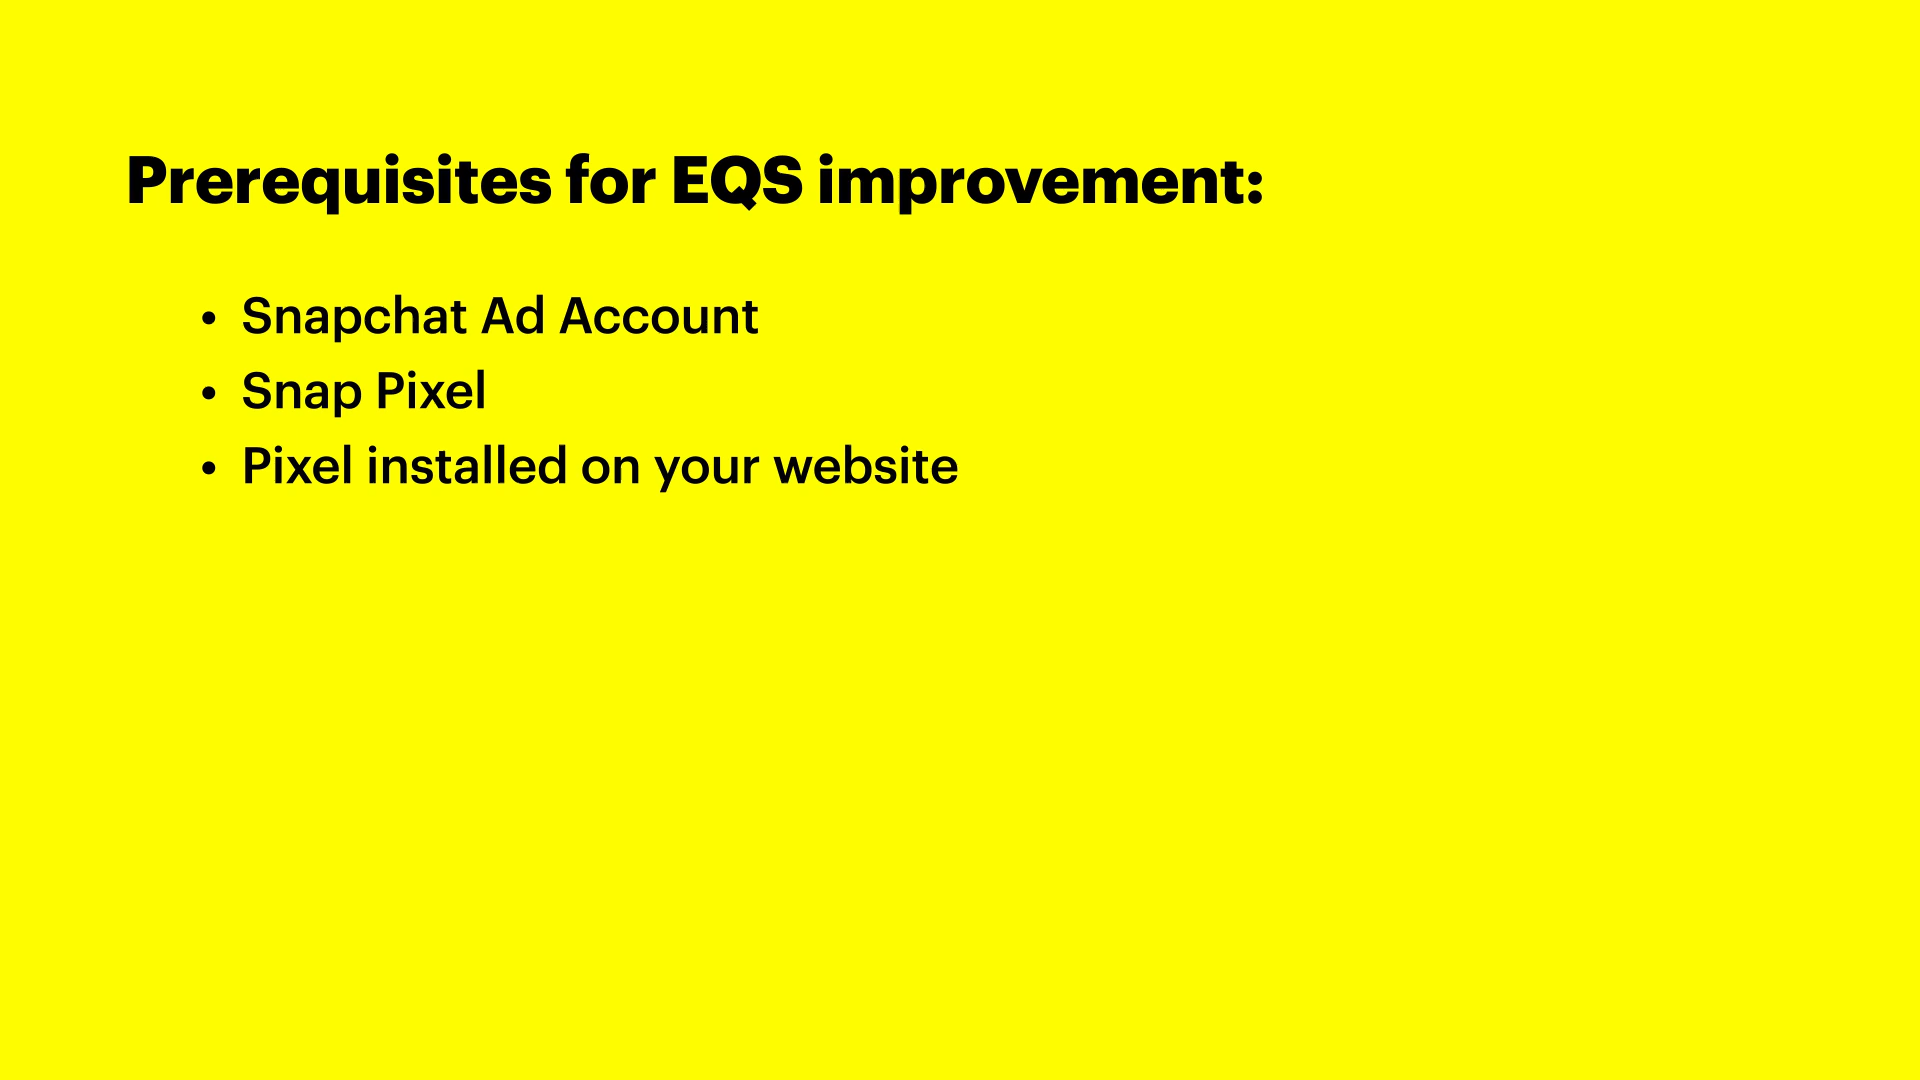 Prerequisites for EQS improvement:
• Snapchat Ad Account
• Snap Pixel
• Pixel installed on your website